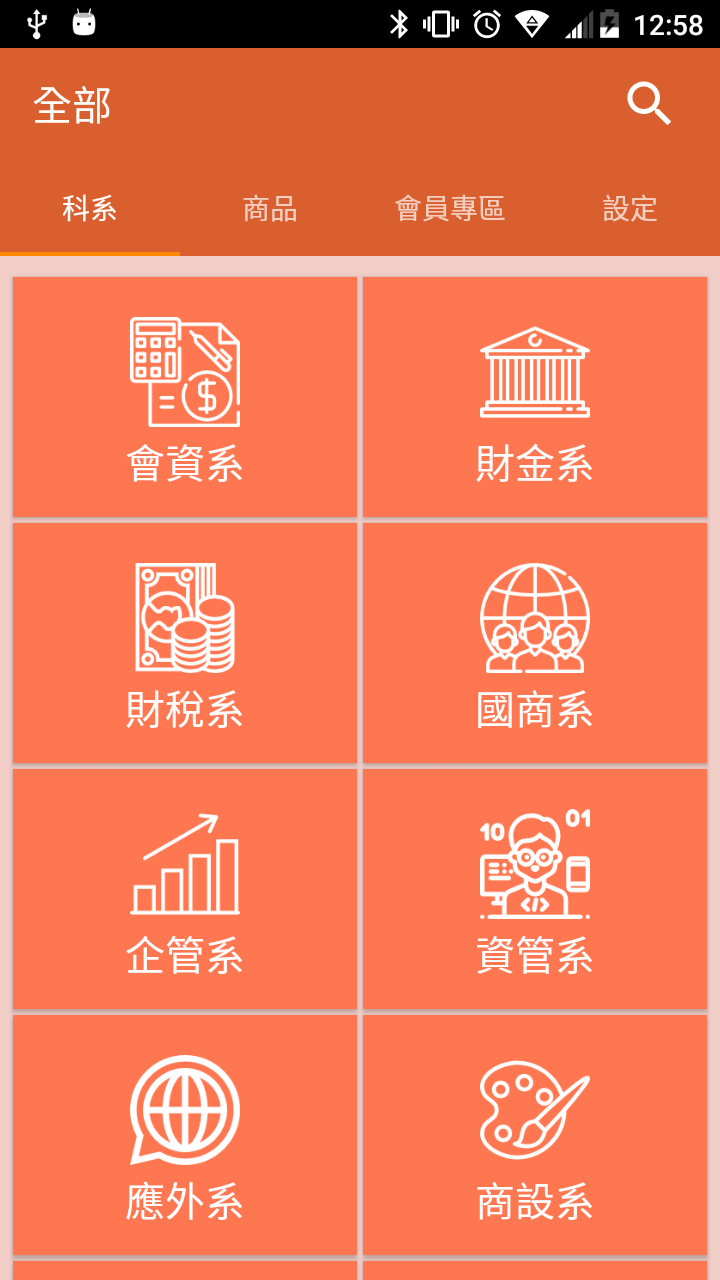 12:58
全部
科系 商品 會員專區 設定
會資系 財金系
財稅系 國商系
10 01
企管系 資管系
應外系 商設系